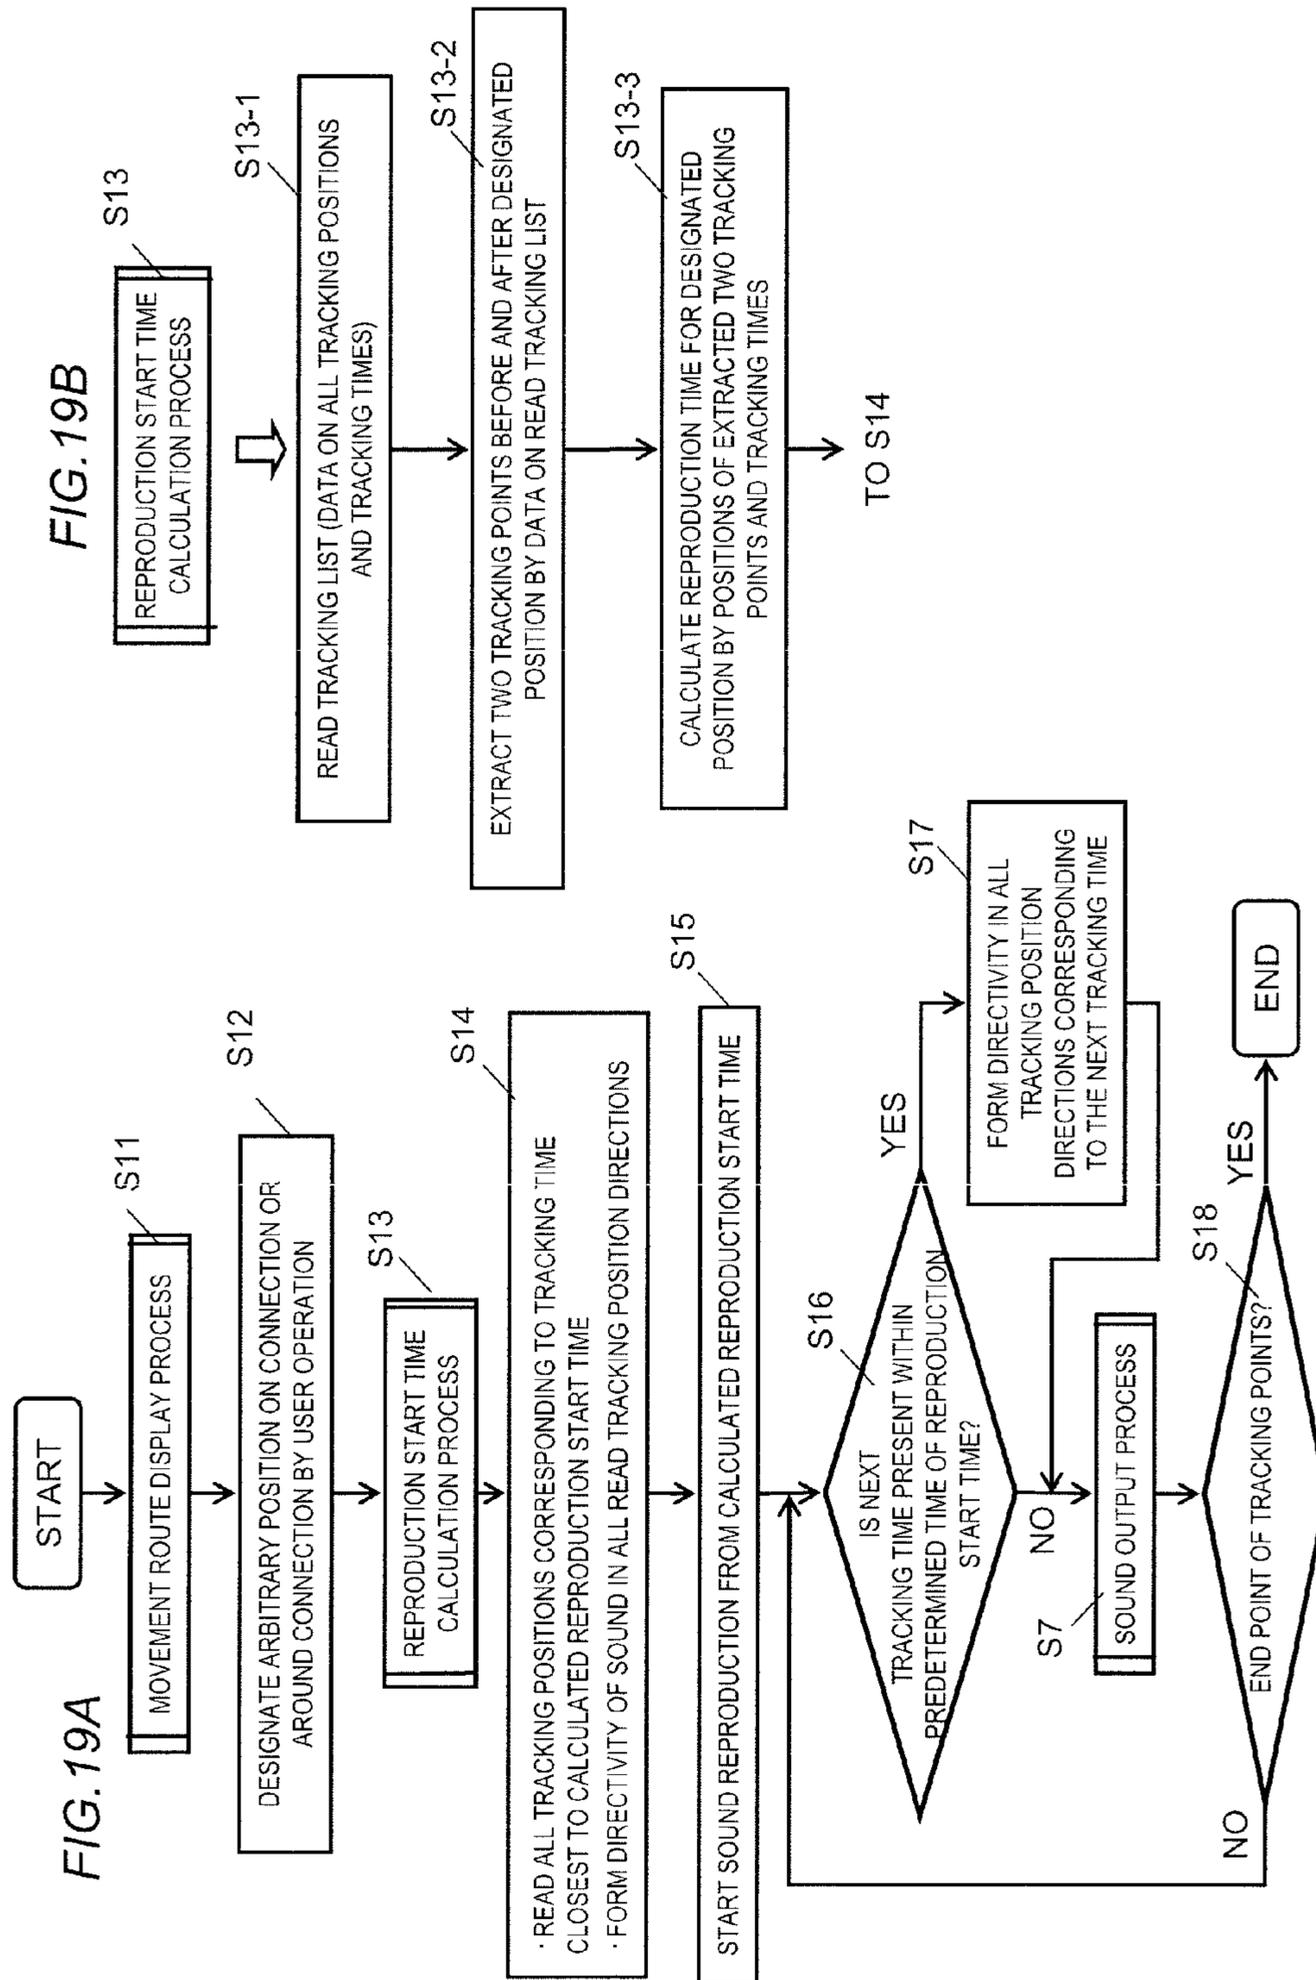 FIG.19A
START
MOVEMENT ROUTE DISPLAY PROCESS
S11
DESIGNATE ARBITRARY POSITION ON CONNECTION OR
AROUND CONNECTION BY USER OPERATION
S12
REPRODUCTION START TIME
CALCULATION PROCESS
S13
· READ ALL TRACKING POSITIONS CORRESPONDING TO TRACKING TIME
CLOSEST TO CALCULATED REPRODUCTION START TIME
· FORM DIRECTIVITY OF SOUND IN ALL READ TRACKING POSITION DIRECTIONS
S14
START SOUND REPRODUCTION FROM CALCULATED REPRODUCTION START TIME
S15
IS NEXT
TRACKING TIME PRESENT WITHIN
PREDETERMINED TIME OF REPRODUCTION
START TIME?
S16
YES
NO
FORM DIRECTIVITY IN ALL
TRACKING POSITION
DIRECTIONS CORRESPONDING
TO THE NEXT TRACKING TIME
S17
S7
SOUND OUTPUT PROCESS
END POINT OF TRACKING POINTS?
S18
NO
YES
END
FIG.19B
REPRODUCTION START TIME
CALCULATION PROCESS
S13
READ TRACKING LIST (DATA ON ALL TRACKING POSITIONS
AND TRACKING TIMES)
S13-1
EXTRACT TWO TRACKING POINTS BEFORE AND AFTER DESIGNATED
POSITION BY DATA ON READ TRACKING LIST
S13-2
CALCULATE REPRODUCTION TIME FOR DESIGNATED
POSITION BY POSITIONS OF EXTRACTED TWO TRACKING
POINTS AND TRACKING TIMES
S13-3
TO S14